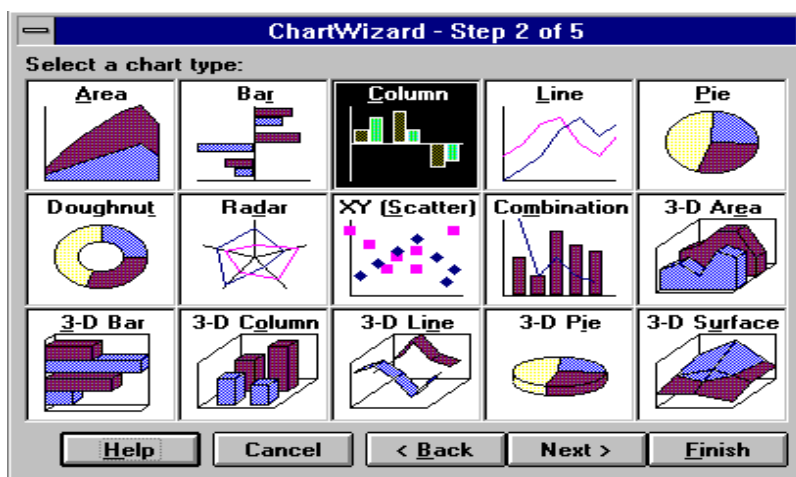 ChartWizard - Step 2 of 5
Select a chart type:
Area Bar Column Line Pie
Doughnut Radar XY (Scatter) Combination 3-D Area
3-D Bar 3-D Column 3-D Line 3-D Pie 3-D Surface
Help Cancel < Back Next > Finish